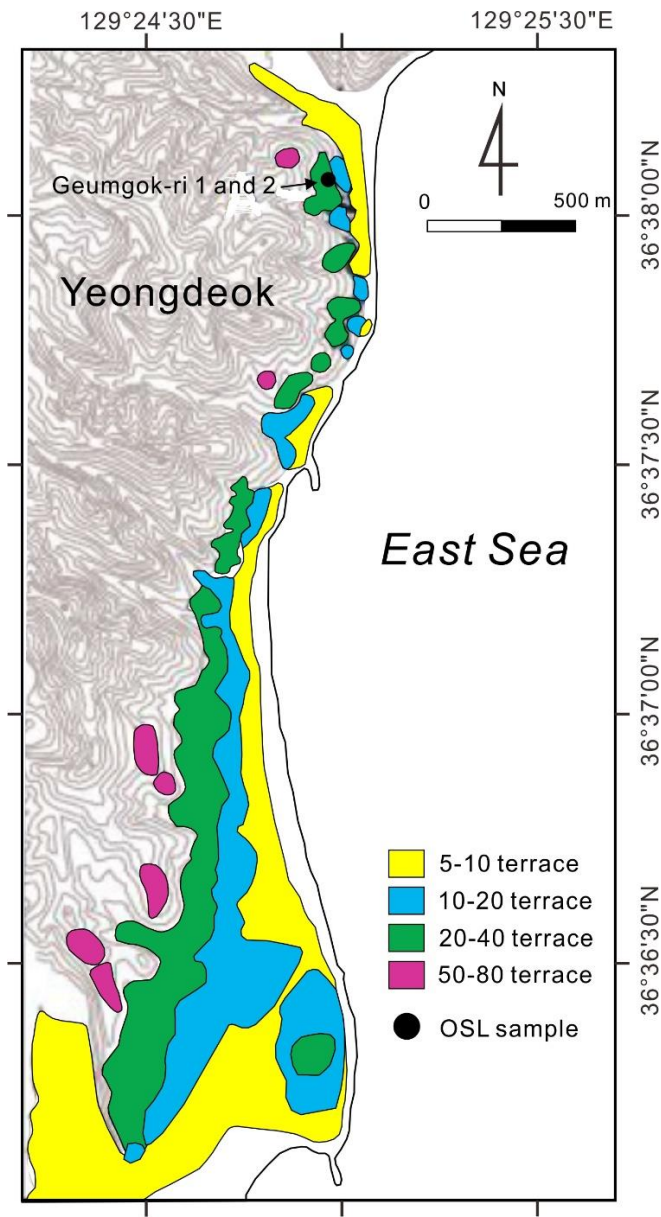 129°24'30"E
129°25'30"E
N
Geumgok-ri 1 and 2
0
500 m
36°38'00"N
Yeongdeok
36°37'30"N
East Sea
36°37'00"N
5-10 terrace
10-20 terrace
20-40 terrace
36°36'30"N
50-80 terrace
OSL sample